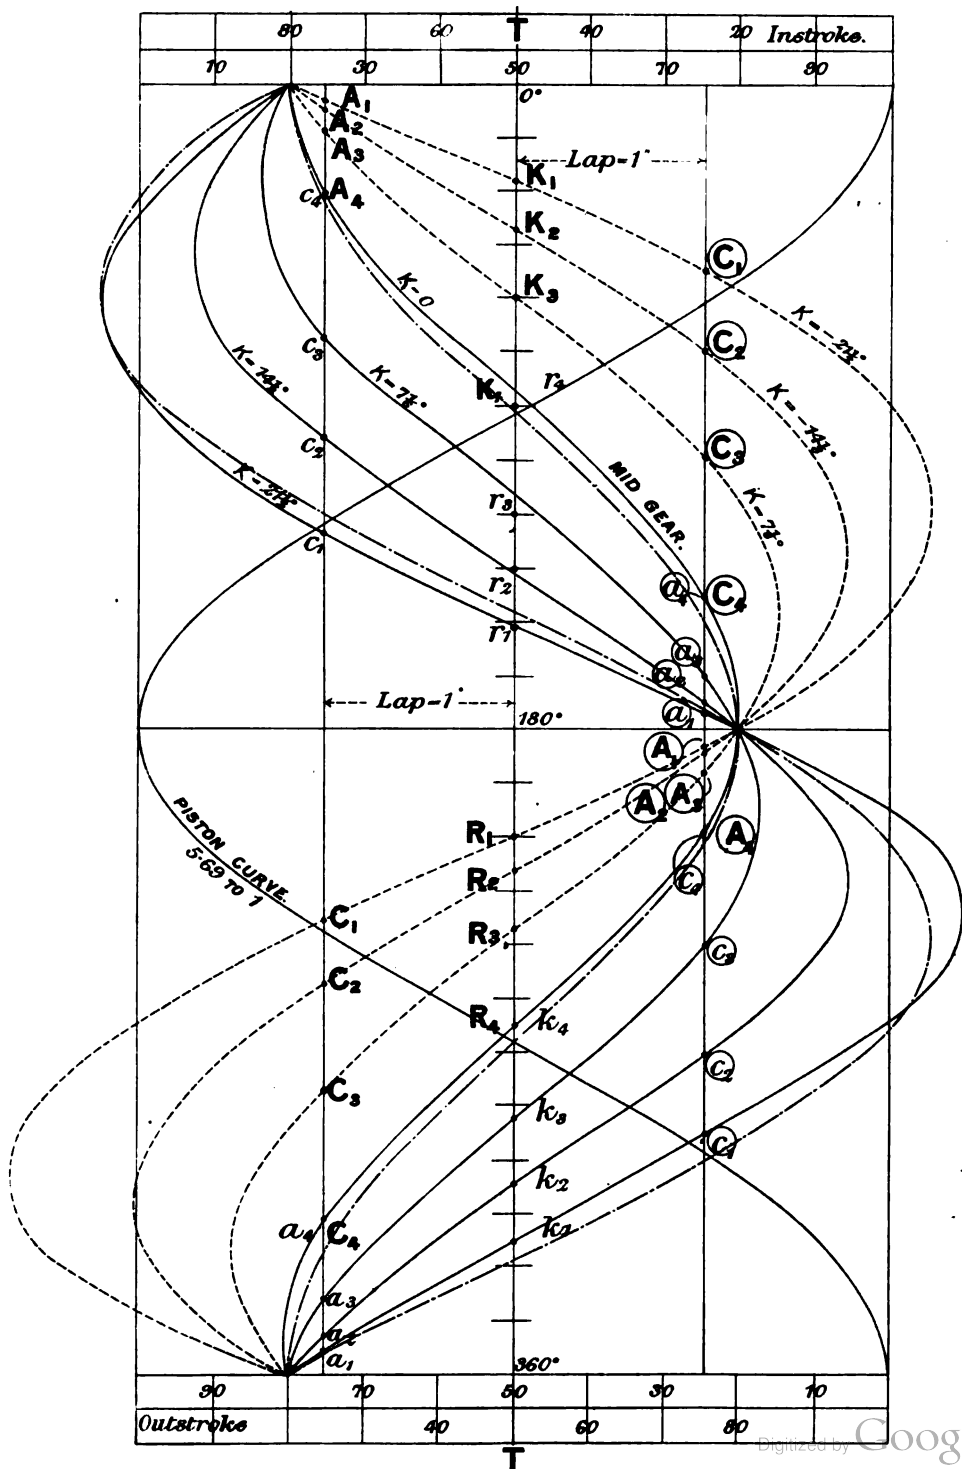 80 60 T 40 20 Instroke.
10 30 50 70 90
0°
A₁
A₂
A₃
Lap=1"
K₁
c₄ A₄
K₂
C₁
K=0
K₃
K=-21½°
C₂
c₃
K=14½°
K=7½°
K₄ r₄
K=-14½°
c₂
C₃
MID GEAR.
K=21½°
r₃
K=-7½°
c₁
r₂
a₄ C₄
r₁
a₃
a₂
Lap=1"
180°
a₁
A₁
A₂ A₃
PISTON CURVE.
5·69 TO 1
R₁
A₄
R₂
c₄
C₁
R₃
c₃
C₂
R₄ k₄
c₂
C₃
k₃
c₁
k₂
a₄ C₄
k₁
a₃
a₂
a₁
360°
90 70 50 30 10
Outstroke 40 60 80
T
Digitized by Goog